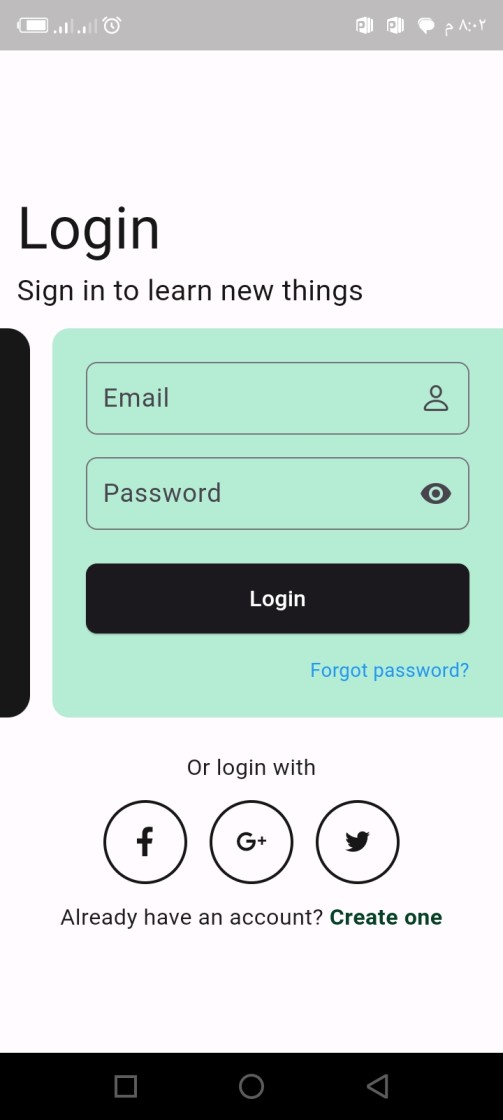 ٨:٠٢ م
Login
Sign in to learn new things
Email
Password
Login
Forgot password?
Or login with
G+
Already have an account? Create one